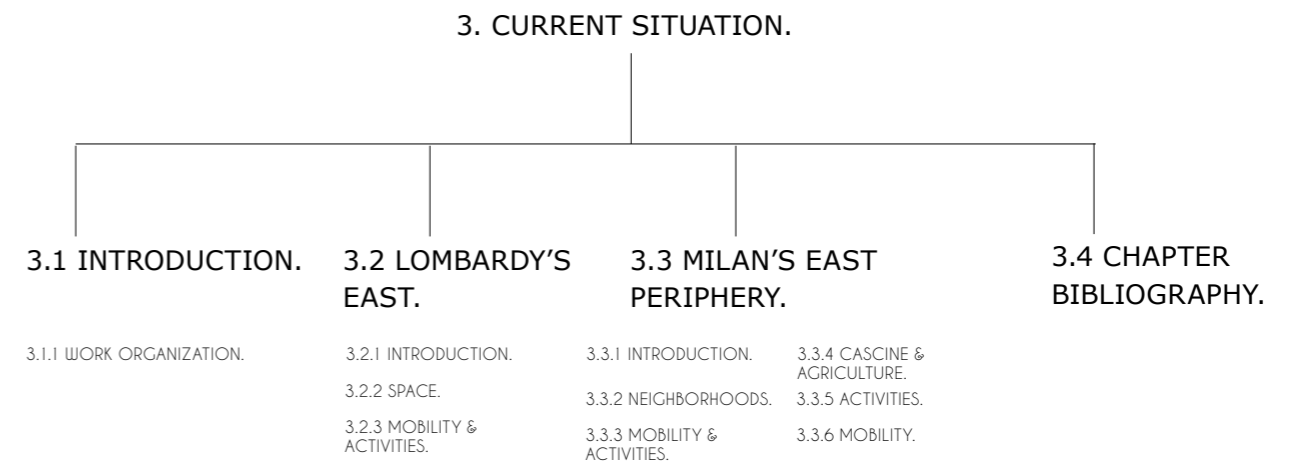 3. CURRENT SITUATION.
3.1 INTRODUCTION.
3.1.1 WORK ORGANIZATION.
3.2 LOMBARDY’S
EAST.
3.2.1 INTRODUCTION.
3.2.2 SPACE.
3.2.3 MOBILITY &
ACTIVITIES.
3.3 MILAN’S EAST
PERIPHERY.
3.3.1 INTRODUCTION.
3.3.2 NEIGHBORHOODS.
3.3.3 MOBILITY &
ACTIVITIES.
3.3.4 CASCINE &
AGRICULTURE.
3.3.5 ACTIVITIES.
3.3.6 MOBILITY.
3.4 CHAPTER
BIBLIOGRAPHY.